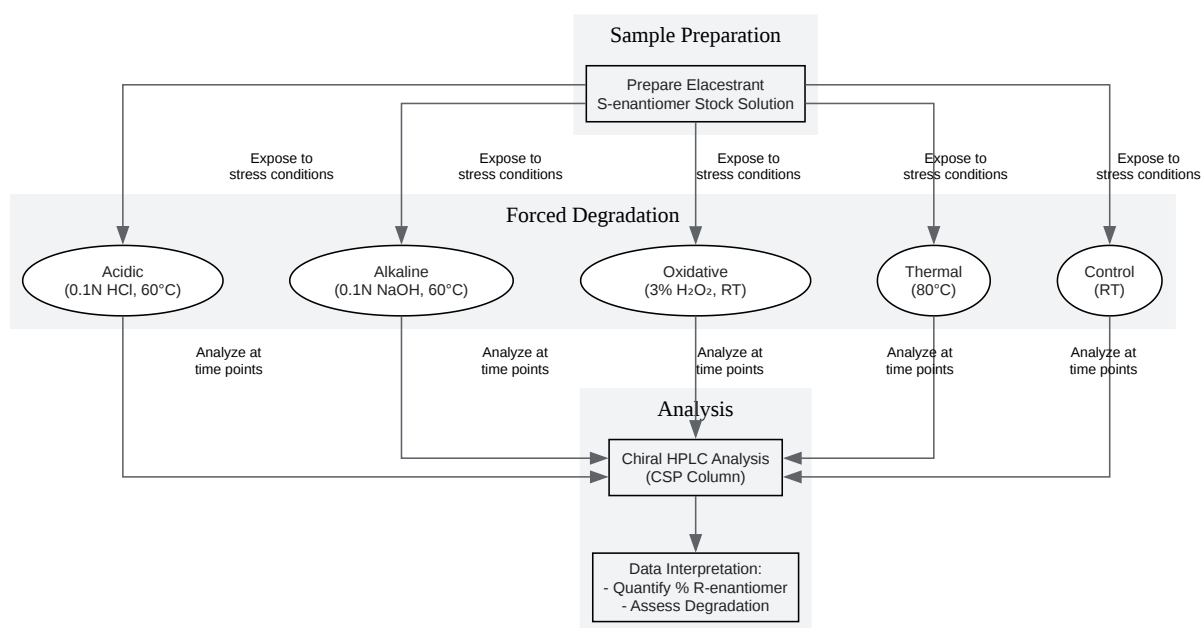 Sample Preparation
Prepare Elacestrant
S-enantiomer Stock Solution
Expose to
stress conditions
Expose to
stress conditions
Expose to
stress conditions
Expose to
stress conditions
Expose to
stress conditions
Forced Degradation
Acidic
(0.1N HCl, 60°C)
Alkaline
(0.1N NaOH, 60°C)
Oxidative
(3% H₂O₂, RT)
Thermal
(80°C)
Control
(RT)
Analyze at
time points
Analyze at
time points
Analyze at
time points
Analyze at
time points
Analyze at
time points
Analysis
Chiral HPLC Analysis
(CSP Column)
Data Interpretation:
- Quantify % R-enantiomer
- Assess Degradation